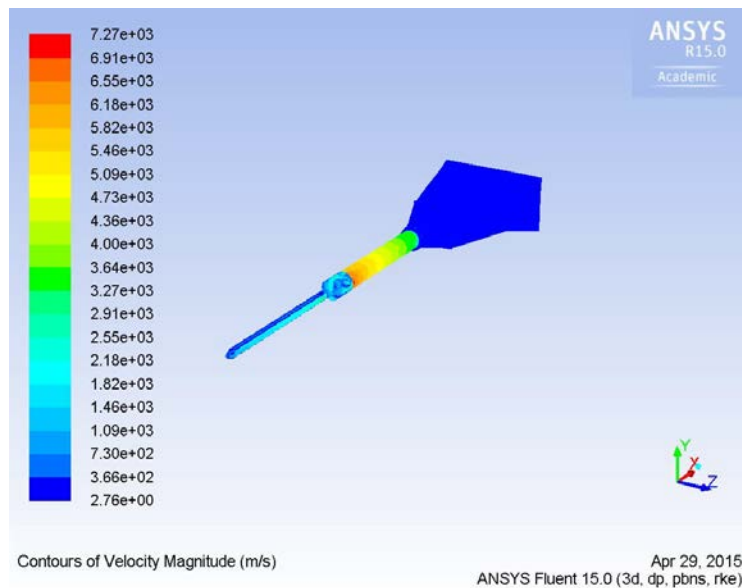 7.27e+03
6.91e+03
6.55e+03
6.18e+03
5.82e+03
5.46e+03
5.09e+03
4.73e+03
4.36e+03
4.00e+03
3.64e+03
3.27e+03
2.91e+03
2.55e+03
2.18e+03
1.82e+03
1.46e+03
1.09e+03
7.30e+02
3.66e+02
2.76e+00
ANSYS
R15.0
Academic
Y
X
Z
Contours of Velocity Magnitude (m/s)
Apr 29, 2015
ANSYS Fluent 15.0 (3d, dp, pbns, rke)